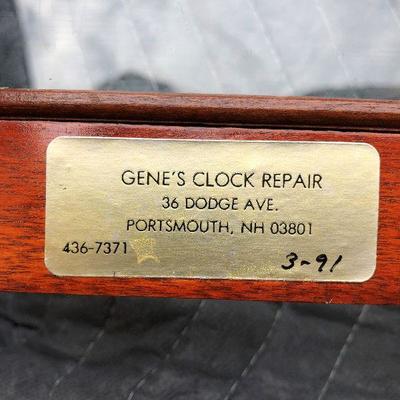 GENE'S CLOCK REPAIR
36 DODGE AVE.
PORTSMOUTH, NH 03801
436-7371
3-91